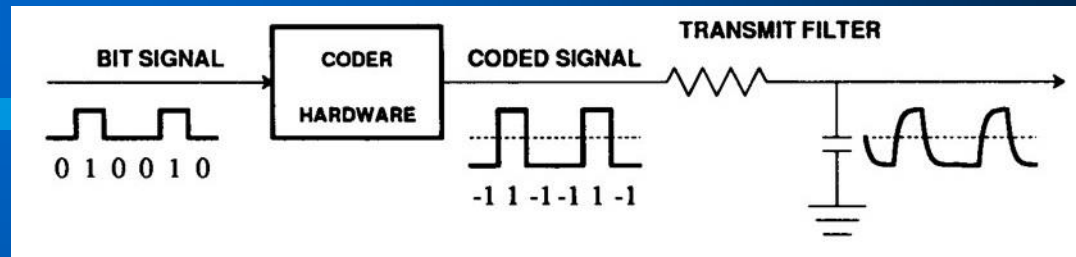 TRANSMIT FILTER
BIT SIGNAL
CODER
HARDWARE
CODED SIGNAL
0 1 0 0 1 0
-1 1 -1 -1 1 -1